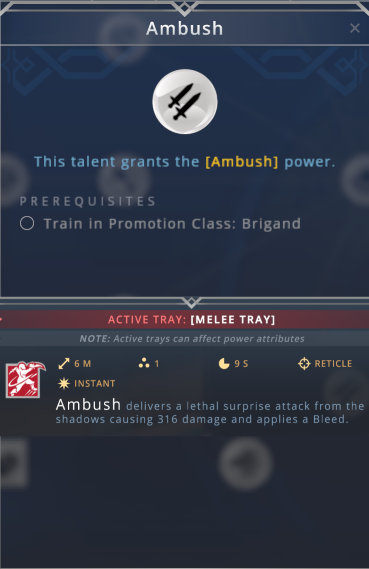 Ambush
This talent grants the [Ambush] power.
PREREQUISITES
Train in Promotion Class: Brigand
ACTIVE TRAY: [MELEE TRAY]
NOTE: Active trays can affect power attributes
6 M 1 9 S RETICLE
INSTANT
Ambush delivers a lethal surprise attack from the
shadows causing 316 damage and applies a Bleed.